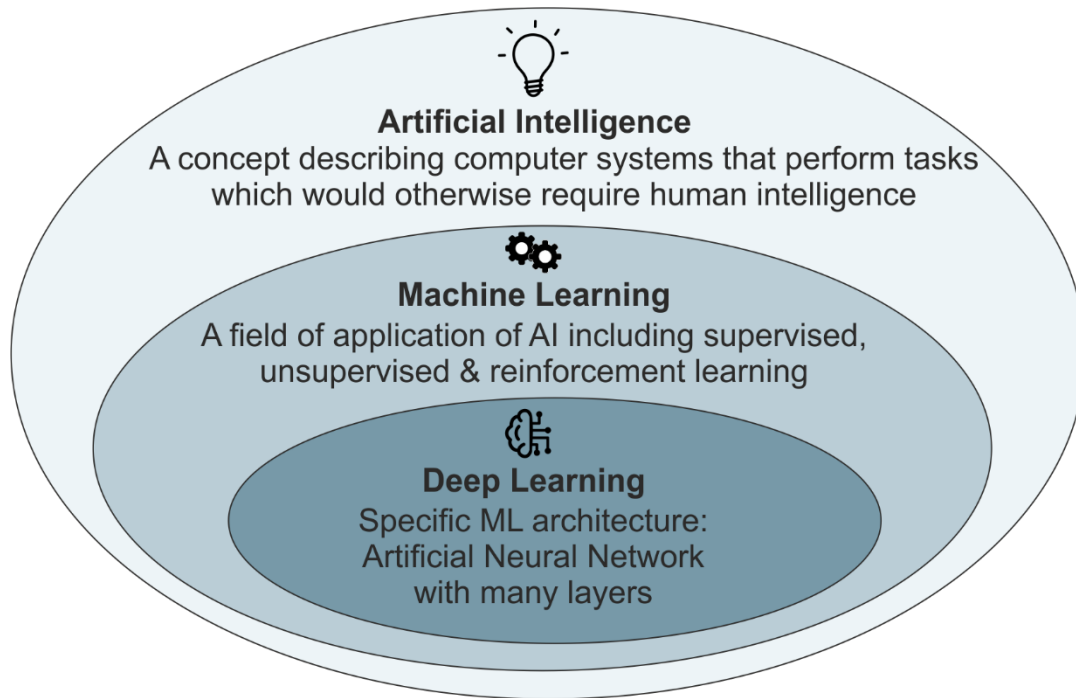 Artificial Intelligence
A concept describing computer systems that perform tasks
which would otherwise require human intelligence
Machine Learning
A field of application of AI including supervised,
unsupervised & reinforcement learning
Deep Learning
Specific ML architecture:
Artificial Neural Network
with many layers